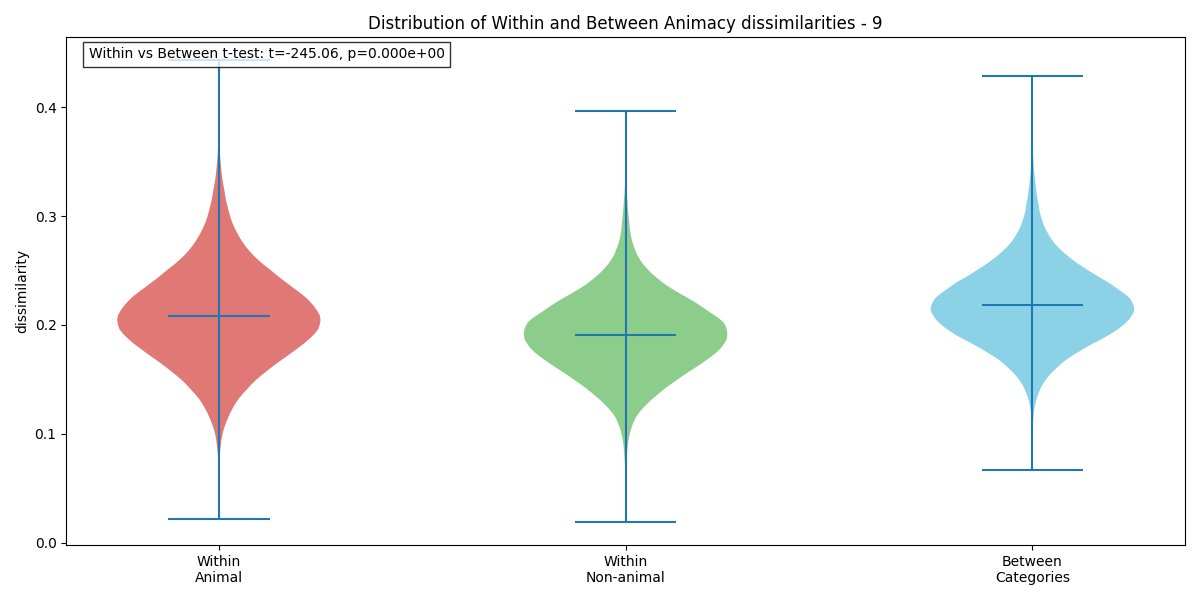 Distribution of Within and Between Animacy dissimilarities - 9
Within vs Between t-test: t=-245.06, p=0.000e+00
dissimilarity
0.4
0.3
0.2
0.1
0.0
Within
Animal
Within
Non-animal
Between
Categories